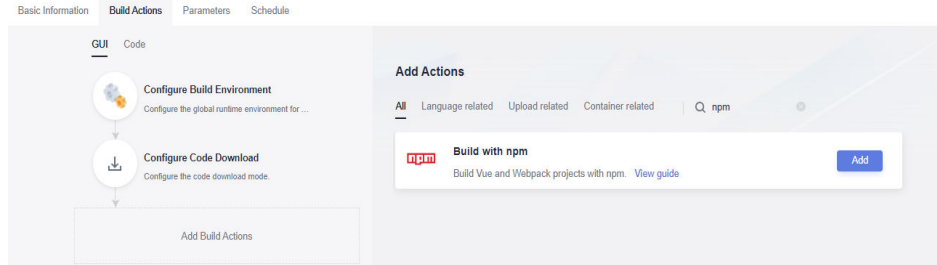 Basic Information Build Actions Parameters Schedule
GUI Code
Configure Build Environment
Configure the global runtime environment for ...
Configure Code Download
Configure the code download mode.
Add Build Actions
Add Actions
All Language related Upload related Container related npm
npm
Build with npm
Build Vue and Webpack projects with npm. View guide
Add